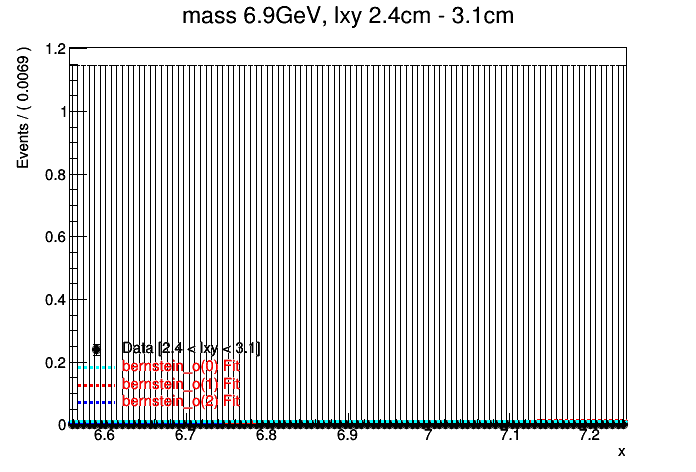 mass 6.9GeV, lxy 2.4cm - 3.1cm
Events / ( 0.0069 )
1.2
1
0.8
0.6
0.4
0.2
0
Data [2.4 < lxy < 3.1]
bernstein_o(0) Fit
bernstein_o(1) Fit
bernstein_o(2) Fit
6.6 6.7 6.8 6.9 7 7.1 7.2
x